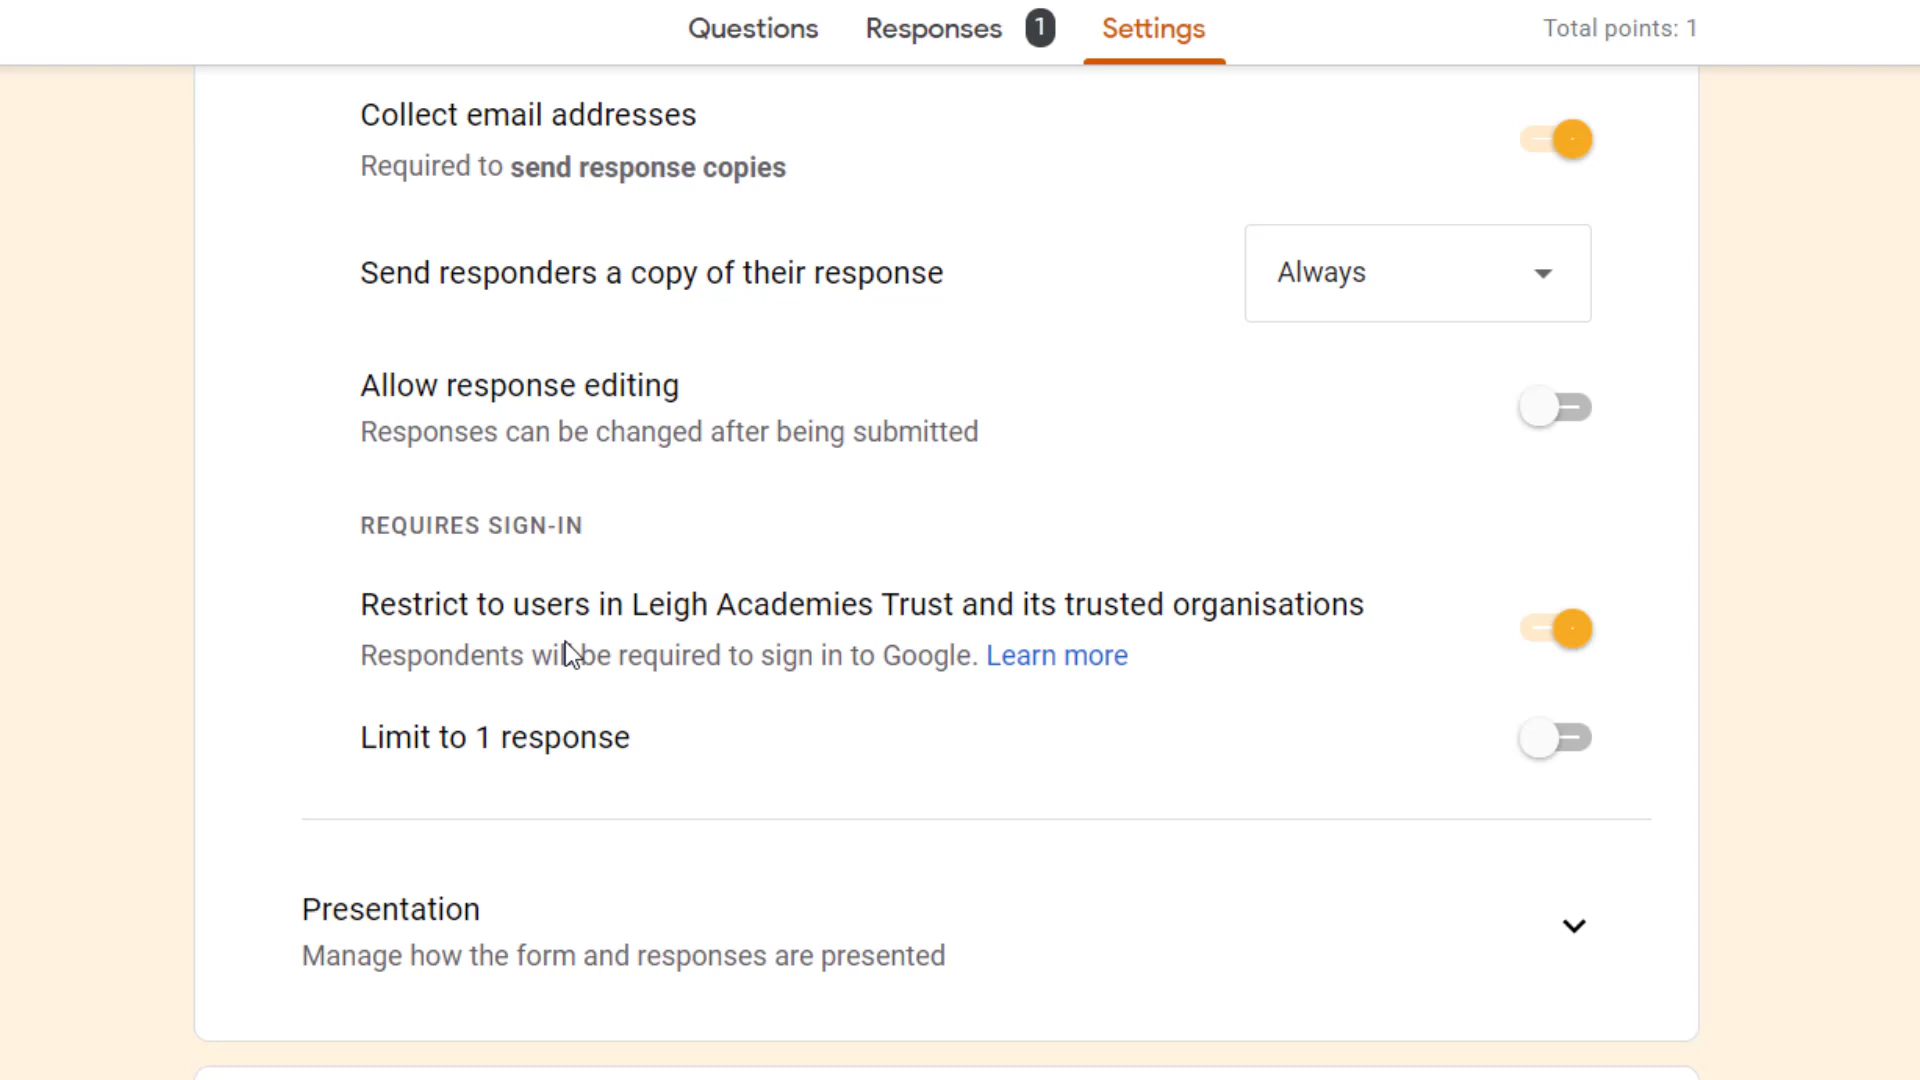 Questions Responses 1 Settings Total points: 1
Collect email addresses
Required to send response copies
Send responders a copy of their response Always
Allow response editing
Responses can be changed after being submitted
REQUIRES SIGN-IN
Restrict to users in Leigh Academies Trust and its trusted organisations
Respondents will be required to sign in to Google. Learn more
Limit to 1 response
Presentation
Manage how the form and responses are presented